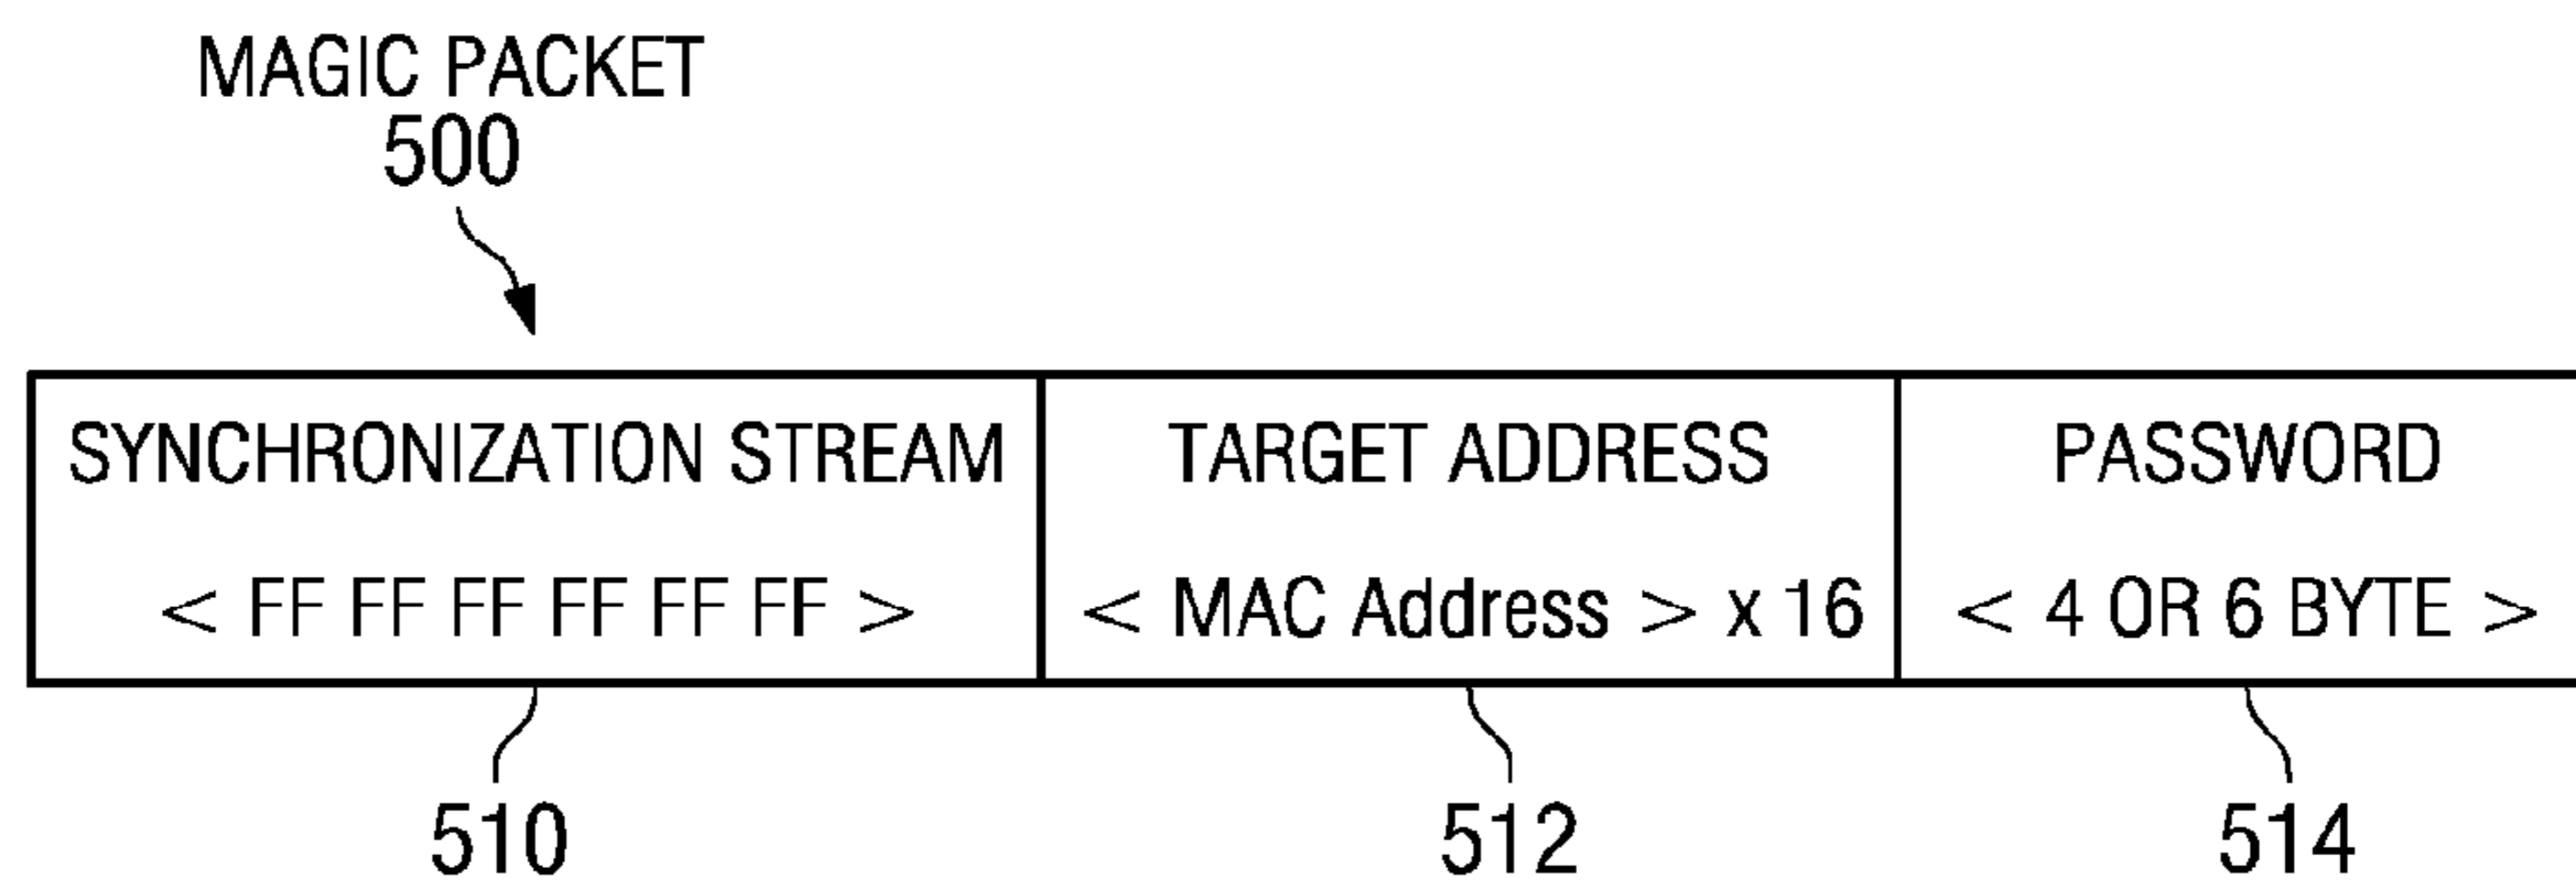 MAGIC PACKET
500
SYNCHRONIZATION STREAM
< FF FF FF FF FF FF >
TARGET ADDRESS
< MAC Address > x 16
PASSWORD
< 4 OR 6 BYTE >
510
512
514